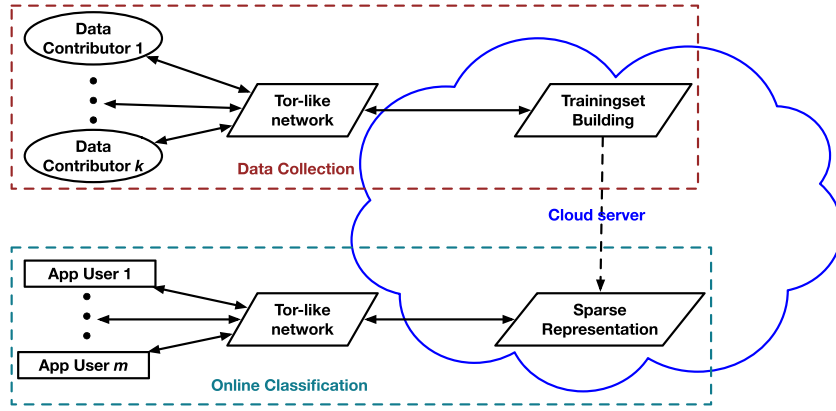 Data
Contributor 1
Tor-like
network
Trainingset
Building
Data
Contributor k
Data Collection
Cloud server
App User 1
Tor-like
network
Sparse
Representation
App User m
Online Classification